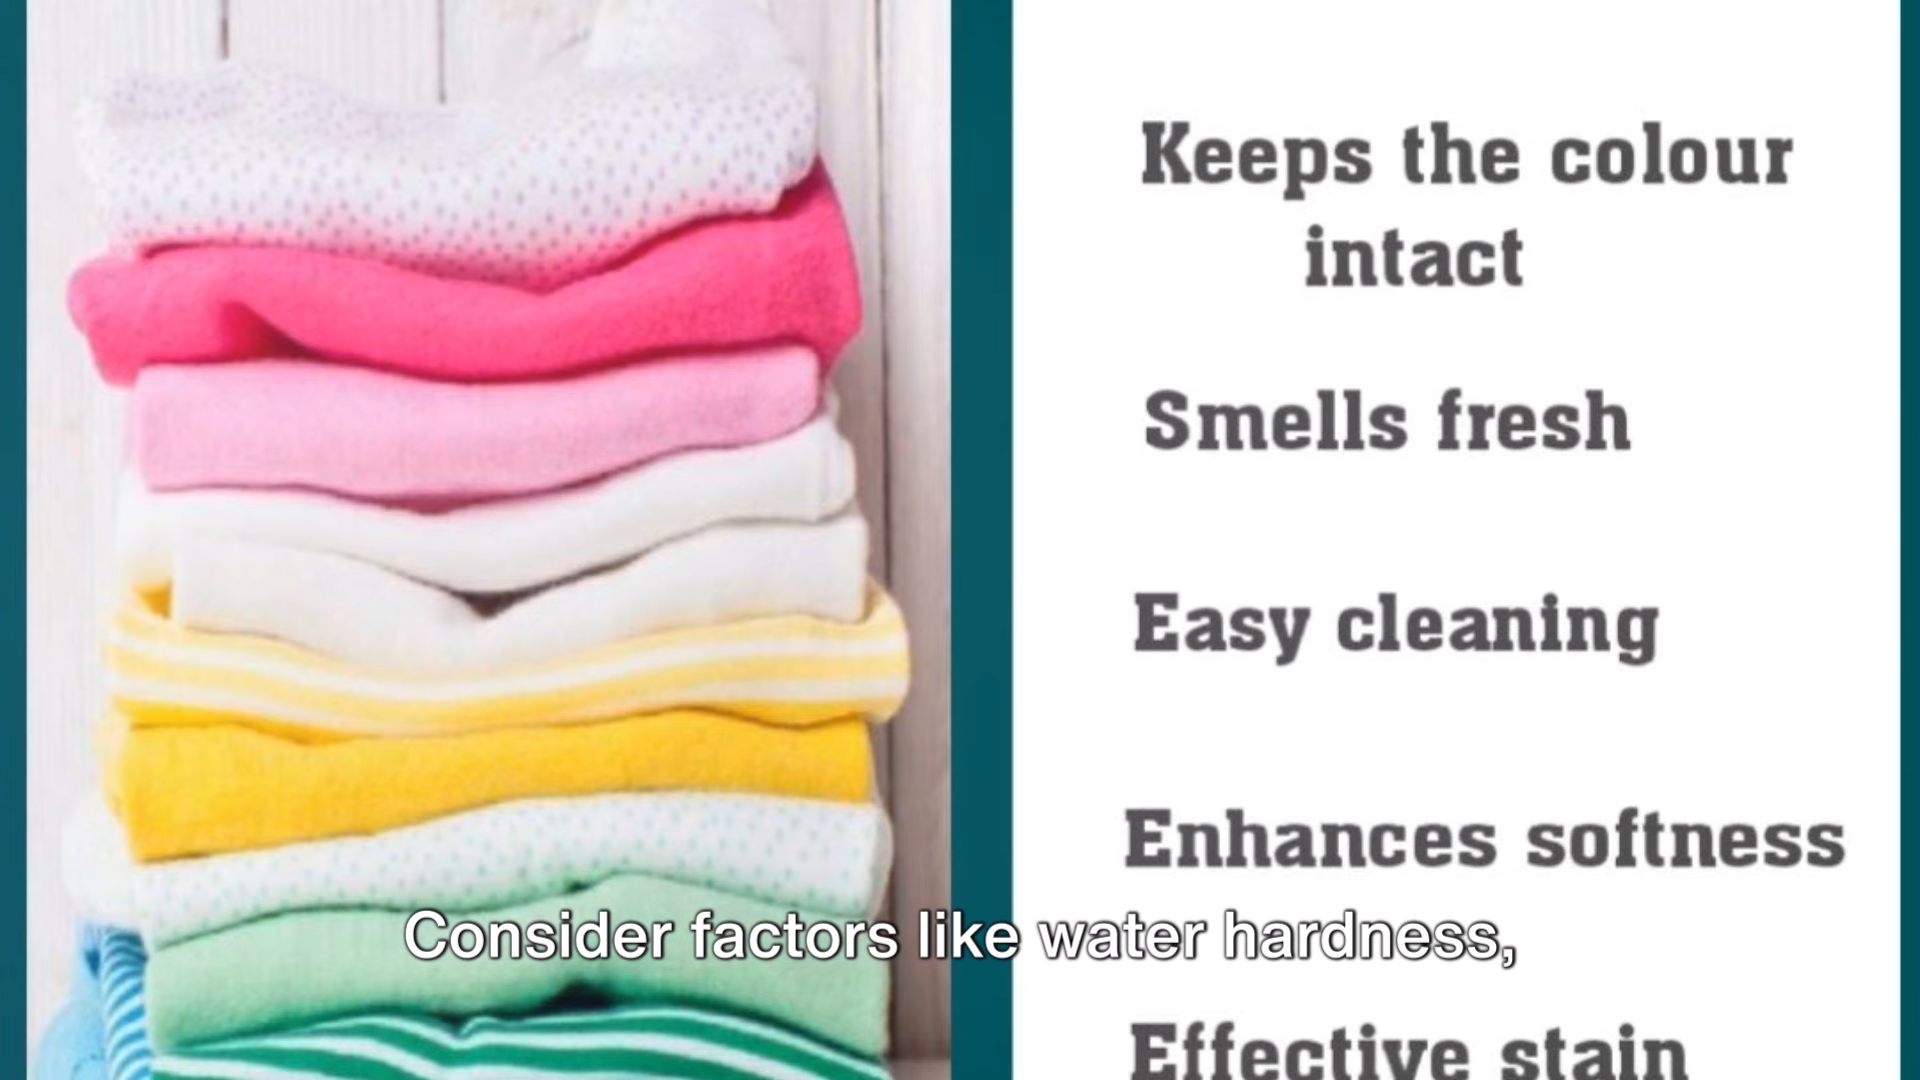 Keeps the colour
intact
Smells fresh
Easy cleaning
Enhances softness
Consider factors like water hardness,
Effective stain